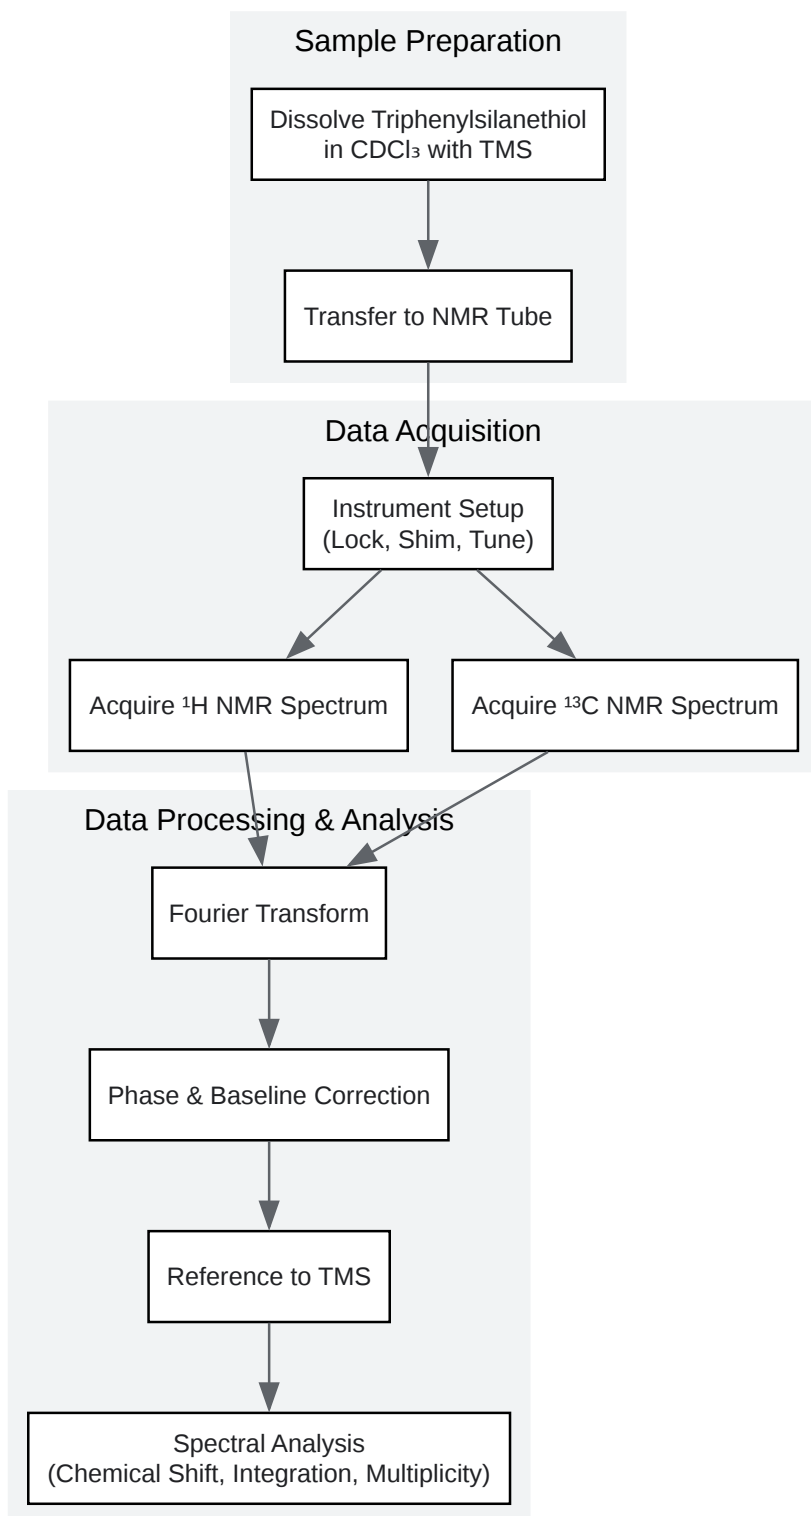 Sample Preparation
Dissolve Triphenylsilanethiol
in CDCl₃ with TMS
Transfer to NMR Tube
Data Acquisition
Instrument Setup
(Lock, Shim, Tune)
Acquire ¹H NMR Spectrum
Acquire ¹³C NMR Spectrum
Data Processing & Analysis
Fourier Transform
Phase & Baseline Correction
Reference to TMS
Spectral Analysis
(Chemical Shift, Integration, Multiplicity)